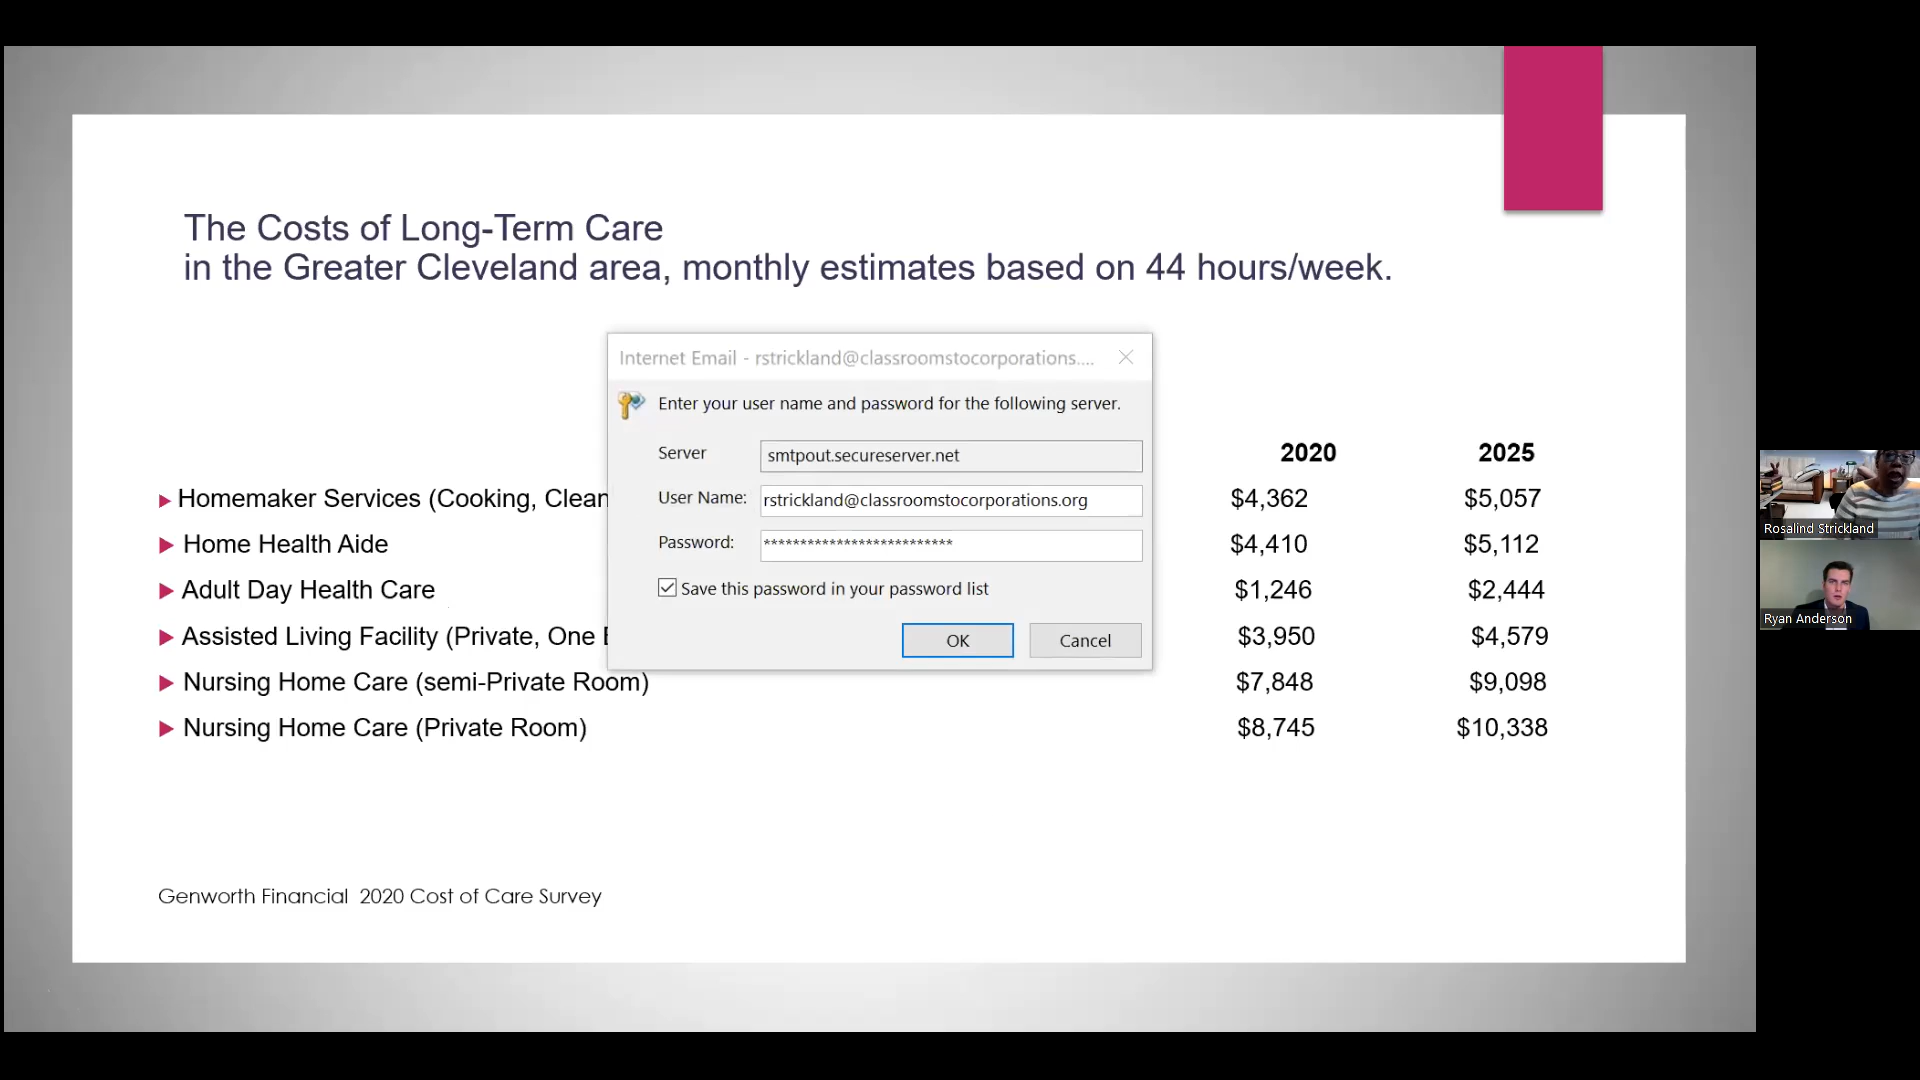 The Costs of Long-Term Care
in the Greater Cleveland area, monthly estimates based on 44 hours/week.
Internet Email - rstrickland@classroomstocorporations....
Enter your user name and password for the following server.
Server smtpout.secureserver.net
User Name: rstrickland@classroomstocorporations.org
Password: **************************
Save this password in your password list
OK Cancel
2020 2025
Homemaker Services (Cooking, Clean $4,362 $5,057
Home Health Aide $4,410 $5,112
Adult Day Health Care $1,246 $2,444
Assisted Living Facility (Private, One $3,950 $4,579
Nursing Home Care (semi-Private Room) $7,848 $9,098
Nursing Home Care (Private Room) $8,745 $10,338
Genworth Financial 2020 Cost of Care Survey
Rosalind Strickland
Ryan Anderson